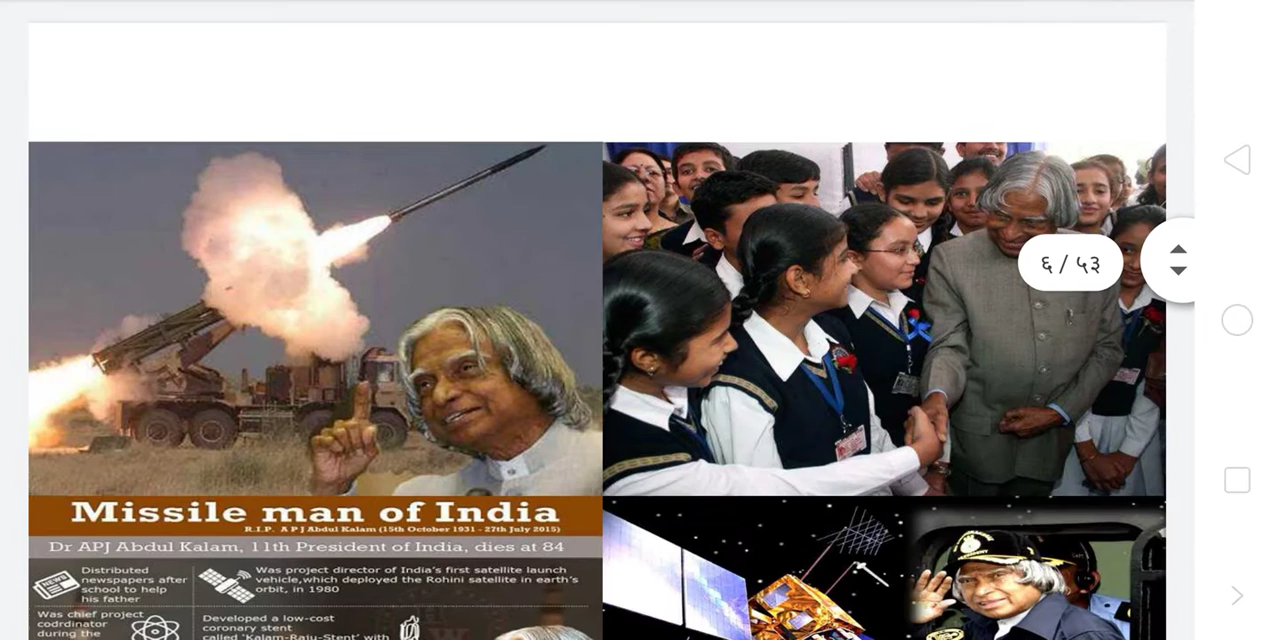 ६ / ५३
Missile man of India
R.I.P. A P J Abdul Kalam (15th October 1931 - 27th July 2015)
Dr APJ Abdul Kalam, 11th President of India, dies at 84
NEWS
Distributed
newspapers after
school to help
his father
Was project director of India's first satellite launch
vehicle,which deployed the Rohini satellite in earth's
orbit, in 1980
Was chief project
codrdinator
during the
Developed a low-cost
coronary stent
called 'Kalam-Raju-Stent' with